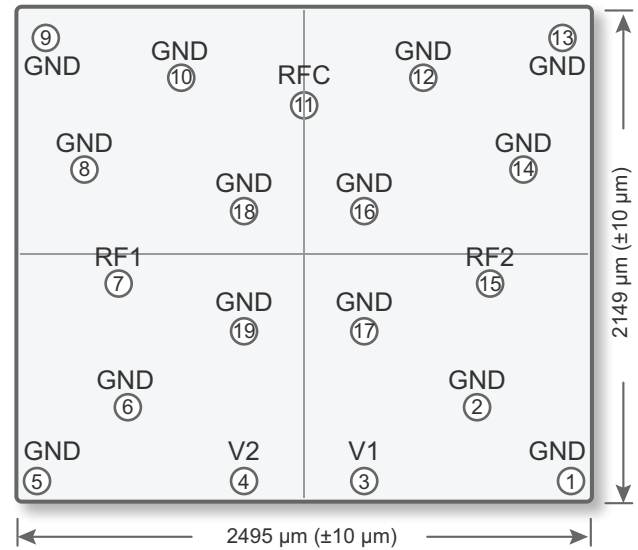 9
GND
GND
10
RFC
11
GND
12
13
GND
GND
8
GND
18
GND
16
GND
14
RF1
7
RF2
15
GND
19
GND
17
GND
6
GND
2
GND
5
V2
4
V1
3
GND
1
2149 µm (±10 µm)
2495 µm (±10 µm)